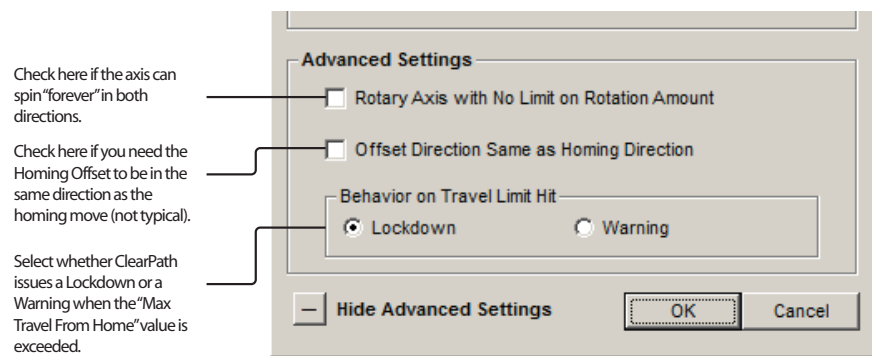 Advanced Settings
Check here if the axis can
spin "forever" in both
directions.
Rotary Axis with No Limit on Rotation Amount
Check here if you need the
Homing Offset to be in the
same direction as the
homing move (not typical).
Offset Direction Same as Homing Direction
Behavior on Travel Limit Hit
Lockdown
Warning
Select whether ClearPath
issues a Lockdown or a
Warning when the "Max
Travel From Home" value is
exceeded.
Hide Advanced Settings
OK
Cancel